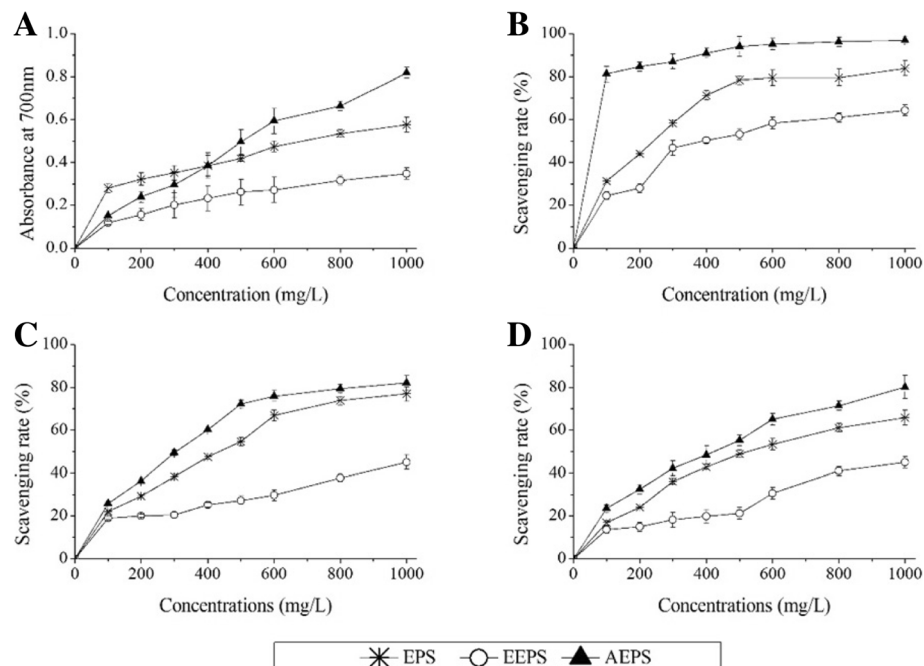 A
Absorbance at 700nm
1.0
0.8
0.6
0.4
0.2
0.0
0 200 400 600 800 1000
Concentration (mg/L)
B
Scavenging rate (%)
100
80
60
40
20
0
0 200 400 600 800 1000
Concentration (mg/L)
C
Scavenging rate (%)
100
80
60
40
20
0
0 200 400 600 800 1000
Concentrations (mg/L)
D
Scavenging rate (%)
100
80
60
40
20
0
0 200 400 600 800 1000
Concentrations (mg/L)
EPS EEPS AEPS